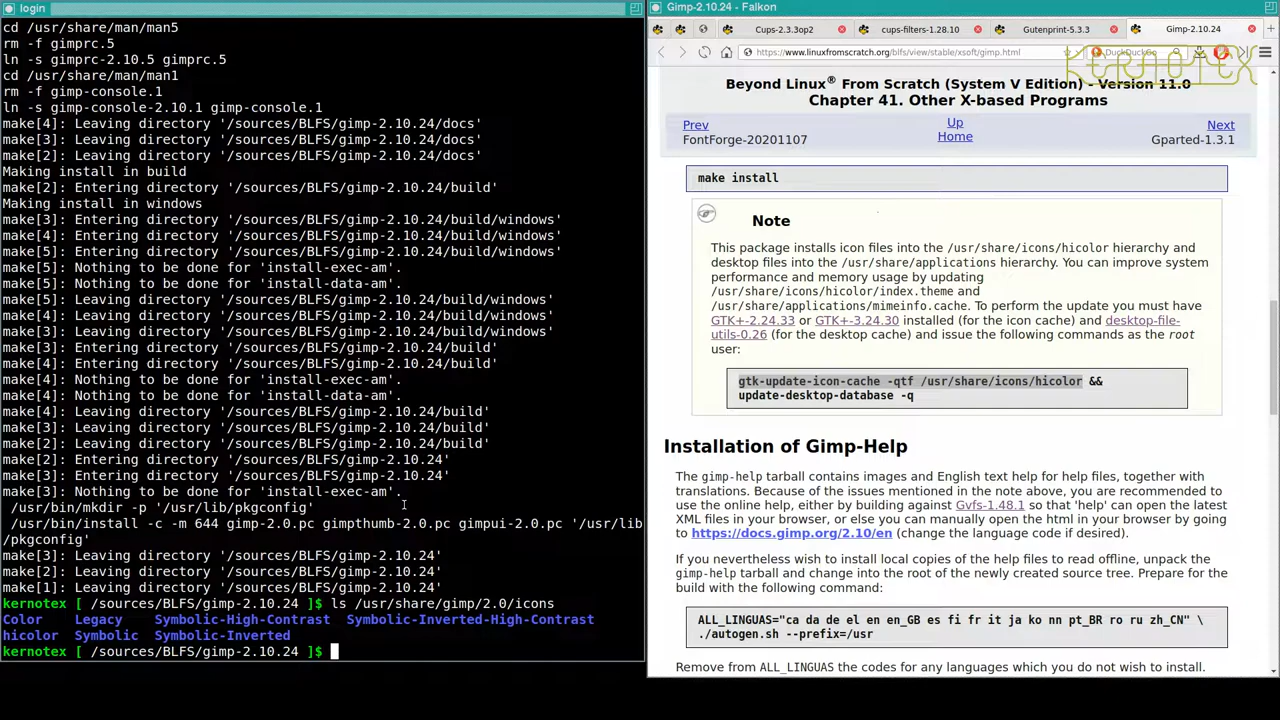 login
cd /usr/share/man/man5
rm -f gimprc.5
ln -s gimprc-2.10.5 gimprc.5
cd /usr/share/man/man1
rm -f gimp-console.1
ln -s gimp-console-2.10.1 gimp-console.1
make[4]: Leaving directory '/sources/BLFS/gimp-2.10.24/docs'
make[3]: Leaving directory '/sources/BLFS/gimp-2.10.24/docs'
make[2]: Leaving directory '/sources/BLFS/gimp-2.10.24/docs'
Making install in build
make[2]: Entering directory '/sources/BLFS/gimp-2.10.24/build'
Making install in windows
make[3]: Entering directory '/sources/BLFS/gimp-2.10.24/build/windows'
make[4]: Entering directory '/sources/BLFS/gimp-2.10.24/build/windows'
make[5]: Entering directory '/sources/BLFS/gimp-2.10.24/build/windows'
make[5]: Nothing to be done for 'install-exec-am'.
make[5]: Nothing to be done for 'install-data-am'.
make[5]: Leaving directory '/sources/BLFS/gimp-2.10.24/build/windows'
make[4]: Leaving directory '/sources/BLFS/gimp-2.10.24/build/windows'
make[3]: Leaving directory '/sources/BLFS/gimp-2.10.24/build/windows'
make[3]: Entering directory '/sources/BLFS/gimp-2.10.24/build'
make[4]: Entering directory '/sources/BLFS/gimp-2.10.24/build'
make[4]: Nothing to be done for 'install-exec-am'.
make[4]: Nothing to be done for 'install-data-am'.
make[4]: Leaving directory '/sources/BLFS/gimp-2.10.24/build'
make[3]: Leaving directory '/sources/BLFS/gimp-2.10.24/build'
make[2]: Leaving directory '/sources/BLFS/gimp-2.10.24/build'
make[2]: Entering directory '/sources/BLFS/gimp-2.10.24'
make[3]: Entering directory '/sources/BLFS/gimp-2.10.24'
make[3]: Nothing to be done for 'install-exec-am'.
/usr/bin/mkdir -p '/usr/lib/pkgconfig'
/usr/bin/install -c -m 644 gimp-2.0.pc gimpthumb-2.0.pc gimpui-2.0.pc '/usr/lib
/pkgconfig'
make[3]: Leaving directory '/sources/BLFS/gimp-2.10.24'
make[2]: Leaving directory '/sources/BLFS/gimp-2.10.24'
make[1]: Leaving directory '/sources/BLFS/gimp-2.10.24'
kernotex [ /sources/BLFS/gimp-2.10.24 ]$ ls /usr/share/gimp/2.0/icons
Color Legacy Symbolic-High-Contrast Symbolic-Inverted-High-Contrast
hicolor Symbolic Symbolic-Inverted
kernotex [ /sources/BLFS/gimp-2.10.24 ]$
Gimp-2.10.24 - Falkon
Cups-2.3.3op2 cups-filters-1.28.10 Gutenprint-5.3.3 Gimp-2.10.24
https://www.linuxfromscratch.org/blfs/view/stable/xsoft/gimp.html DuckDuckGo
KERNOTEX
Beyond Linux® From Scratch (System V Edition) - Version 11.0
Chapter 41. Other X-based Programs
Prev Up Next
FontForge-20201107 Home Gparted-1.3.1
make install
Note
This package installs icon files into the /usr/share/icons/hicolor hierarchy and
desktop files into the /usr/share/applications hierarchy. You can improve system
performance and memory usage by updating
/usr/share/icons/hicolor/index.theme and
/usr/share/applications/mimeinfo.cache. To perform the update you must have
GTK+-2.24.33 or GTK+-3.24.30 installed (for the icon cache) and desktop-file-
utils-0.26 (for the desktop cache) and issue the following commands as the root
user:
gtk-update-icon-cache -qtf /usr/share/icons/hicolor &&
update-desktop-database -q
Installation of Gimp-Help
The gimp-help tarball contains images and English text help for help files, together with
translations. Because of the issues mentioned in the note above, you are recommended to
use the online help, either by building against Gvfs-1.48.1 so that 'help' can open the latest
XML files in your browser, or else you can manually open the html in your browser by going
to https://docs.gimp.org/2.10/en (change the language code if desired).
If you nevertheless wish to install local copies of the help files to read offline, unpack the
gimp-help tarball and change into the root of the newly created source tree. Prepare for the
build with the following command:
ALL_LINGUAS="ca da de el en en_GB es fi fr it ja ko nn pt_BR ro ru zh_CN" \
./autogen.sh --prefix=/usr
Remove from ALL_LINGUAS the codes for any languages which you do not wish to install.